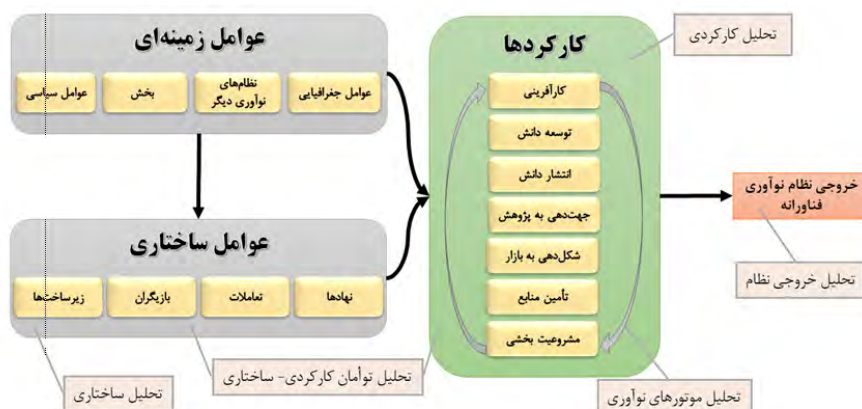 عوامل زمینه‌ای
عوامل جغرافیایی
نظام‌های
نوآوری دیگر
بخش
عوامل سیاسی
عوامل ساختاری
نهادها
تعاملات
بازیگران
زیرساخت‌ها
کارکردها
کارآفرینی
توسعه دانش
انتشار دانش
جهت‌دهی به پژوهش
شکل‌دهی به بازار
تأمین منابع
مشروعیت بخشی
خروجی نظام نوآوری
فناورانه
تحلیل کارکردی
تحلیل خروجی نظام
تحلیل موتورهای نوآوری
تحلیل توأمان کارکردی- ساختاری
تحلیل ساختاری